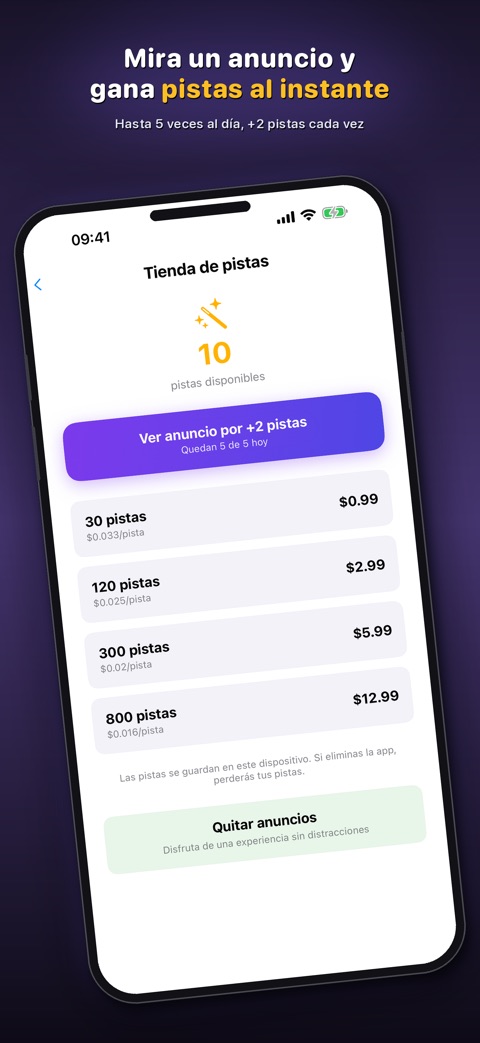 Mira un anuncio y
gana pistas al instante
Hasta 5 veces al día, +2 pistas cada vez
09:41
Tienda de pistas
10
pistas disponibles
Ver anuncio por +2 pistas
Quedan 5 de 5 hoy
30 pistas
$0.033/pista
$0.99
120 pistas
$0.025/pista
$2.99
300 pistas
$0.02/pista
$5.99
800 pistas
$0.016/pista
$12.99
Las pistas se guardan en este dispositivo. Si eliminas la app,
perderás tus pistas.
Quitar anuncios
Disfruta de una experiencia sin distracciones